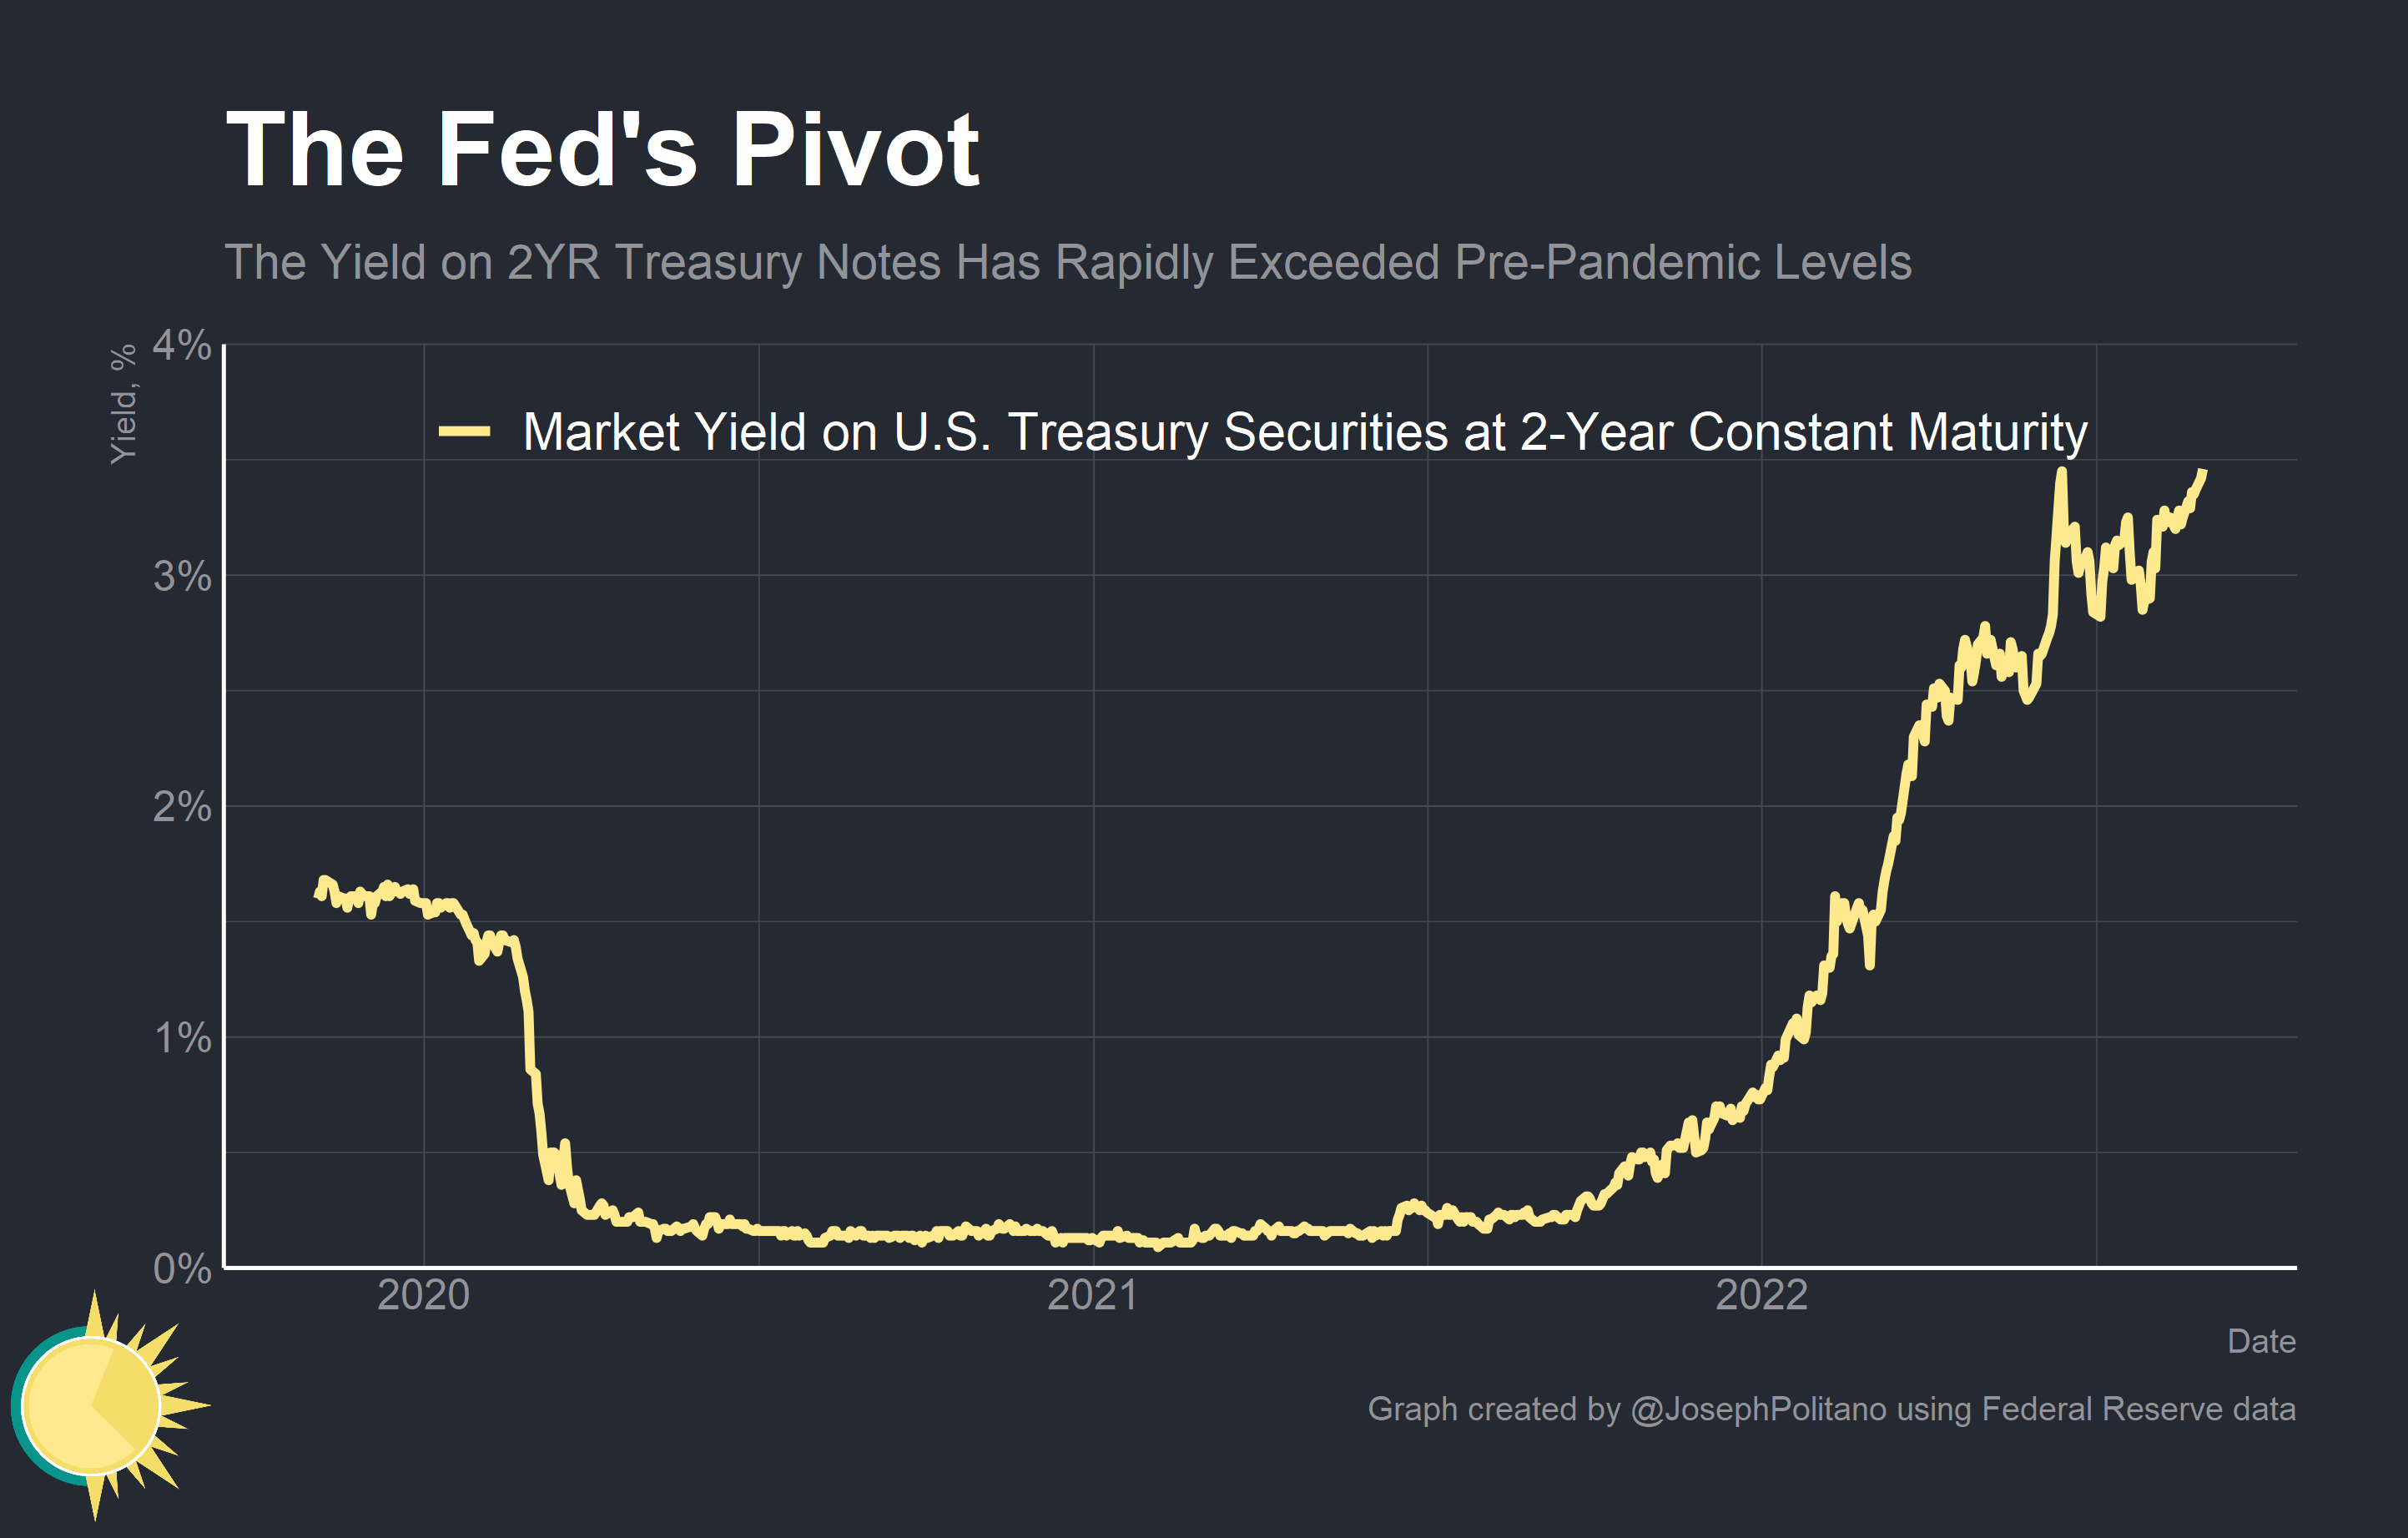 The Fed's Pivot
The Yield on 2YR Treasury Notes Has Rapidly Exceeded Pre-Pandemic Levels
Yield, %
4%
Market Yield on U.S. Treasury Securities at 2-Year Constant Maturity
3%
2%
1%
0%
2020 2021 2022
Date
Graph created by @JosephPolitano using Federal Reserve data